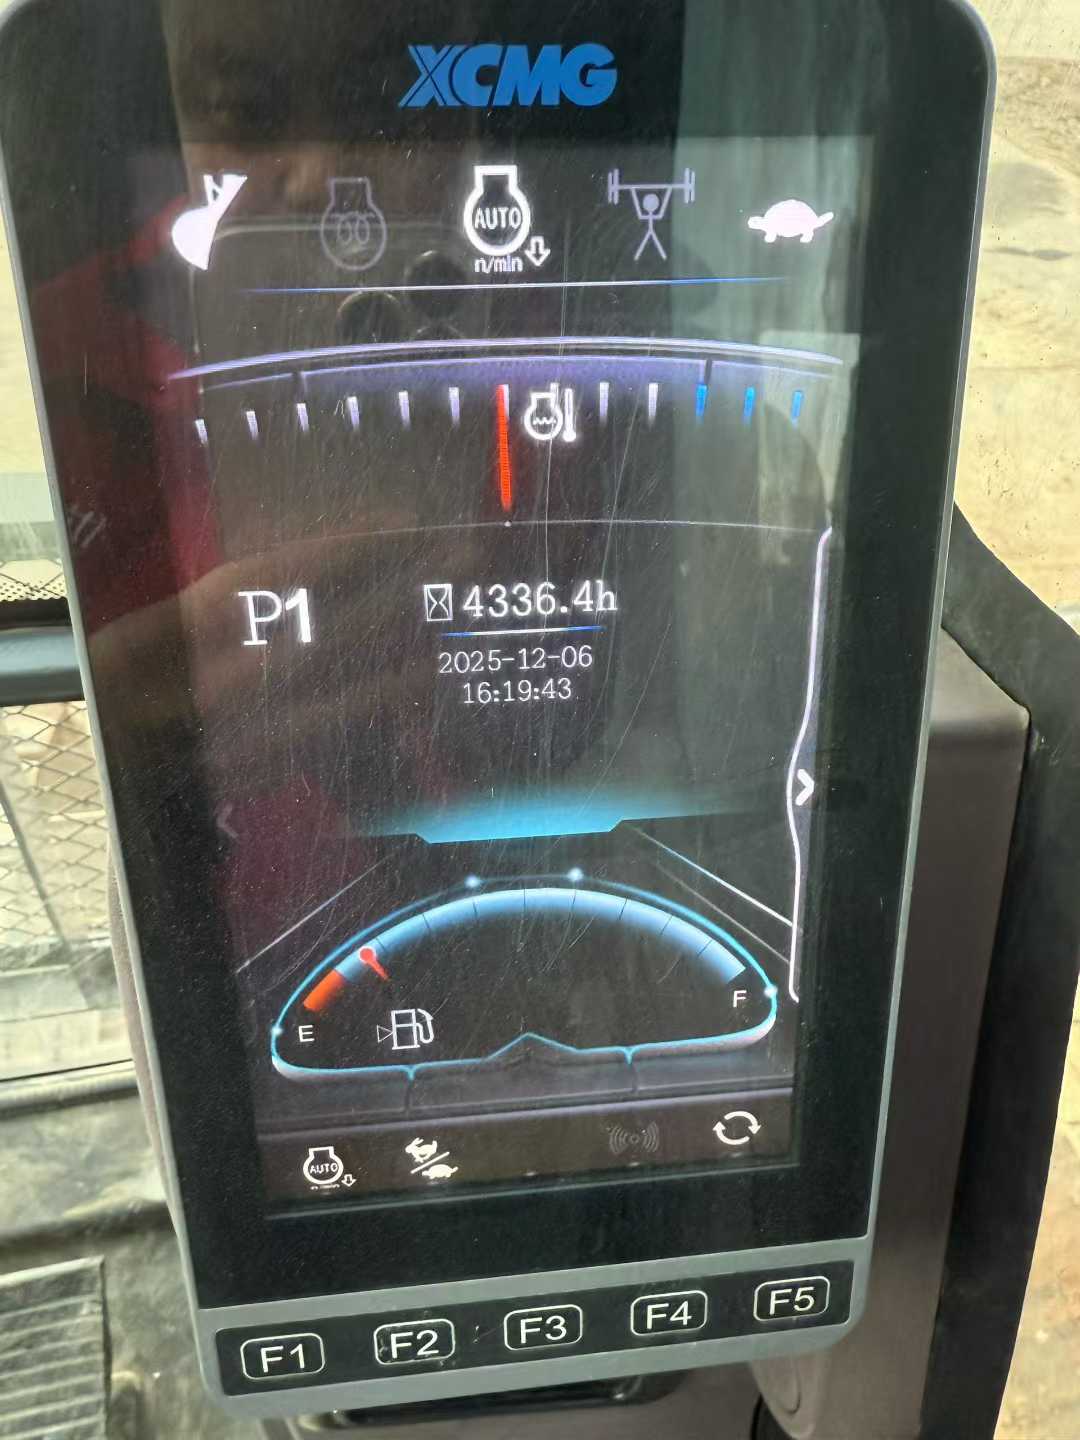 XCMG
AUTO
n/min
P1
4336.4h
2025-12-06
16:19:43
E
F
AUTO
F1 F2 F3 F4 F5